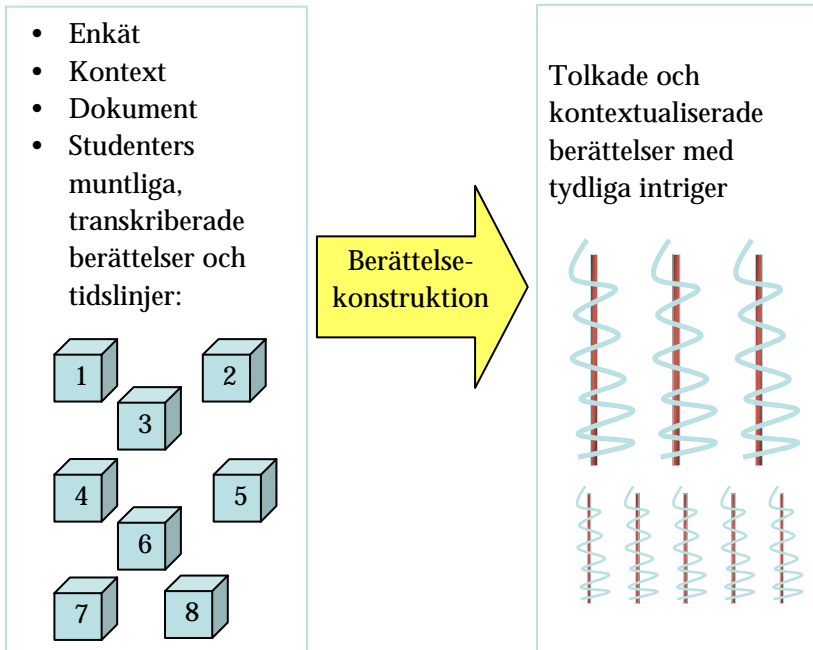 • Enkät
• Kontext
• Dokument
• Studenters
muntliga,
transkriberade
berättelser och
tidslinjer:
1
2
3
4
5
6
7
8
Berättelse-
konstruktion
Tolkade och
kontextualiserade
berättelser med
tydliga intriger